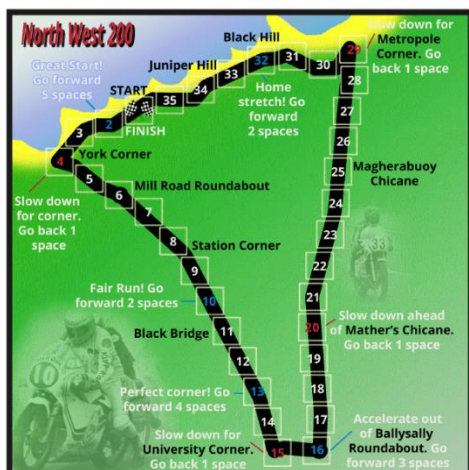 North West 200
Great Start!
Go forward
5 spaces
START
FINISH
Juniper Hill
Black Hill
Home
stretch! Go
forward
2 spaces
Slow down for
Metropole
Corner. Go
back 1 space
York Corner
Slow down
for corner.
Go back 1
space
Mill Road Roundabout
Station Corner
Magherabuoy
Chicane
Fair Run! Go
forward 2 spaces
Black Bridge
Slow down ahead
of Mather's Chicane.
Go back 1 space
Perfect corner! Go
forward 4 spaces
Slow down for
University Corner.
Go back 1 space
Accelerate out
of Ballysally
Roundabout. Go
forward 3 spaces
2
3
4
5
6
7
8
9
10
11
12
13
14
15
16
17
18
19
20
21
22
23
24
25
26
27
28
29
30
31
32
33
34
35
10
33